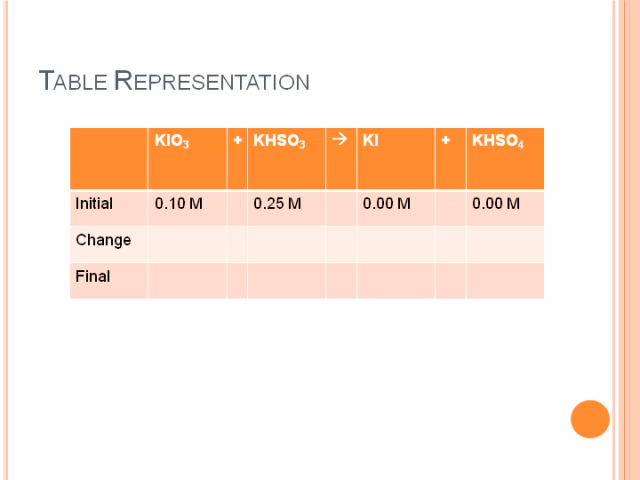 TABLE REPRESENTATION
KIO₃ + KHSO₃ → KI + KHSO₄
Initial 0.10 M 0.25 M 0.00 M 0.00 M
Change
Final